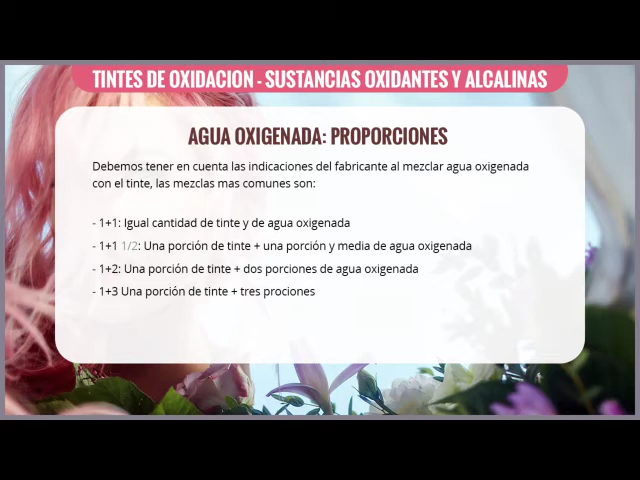 TINTES DE OXIDACION - SUSTANCIAS OXIDANTES Y ALCALINAS
AGUA OXIGENADA: PROPORCIONES
Debemos tener en cuenta las indicaciones del fabricante al mezclar agua oxigenada
con el tinte, las mezclas mas comunes son:
- 1+1: Igual cantidad de tinte y de agua oxigenada
- 1+1 1/2: Una porción de tinte + una porción y media de agua oxigenada
- 1+2: Una porción de tinte + dos porciones de agua oxigenada
- 1+3 Una porción de tinte + tres prociones